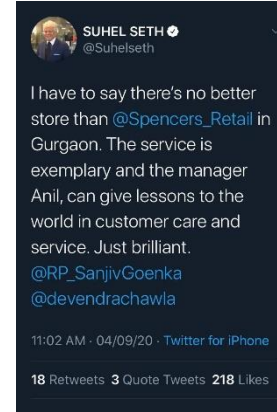 SUHEL SETH
@Suhelseth
I have to say there's no better
store than @Spencers_Retail in
Gurgaon. The service is
exemplary and the manager
Anil, can give lessons to the
world in customer care and
service. Just brilliant.
@RP_SanjivGoenka
@devendrachawla
11:02 AM · 04/09/20 · Twitter for iPhone
18 Retweets 3 Quote Tweets 218 Likes